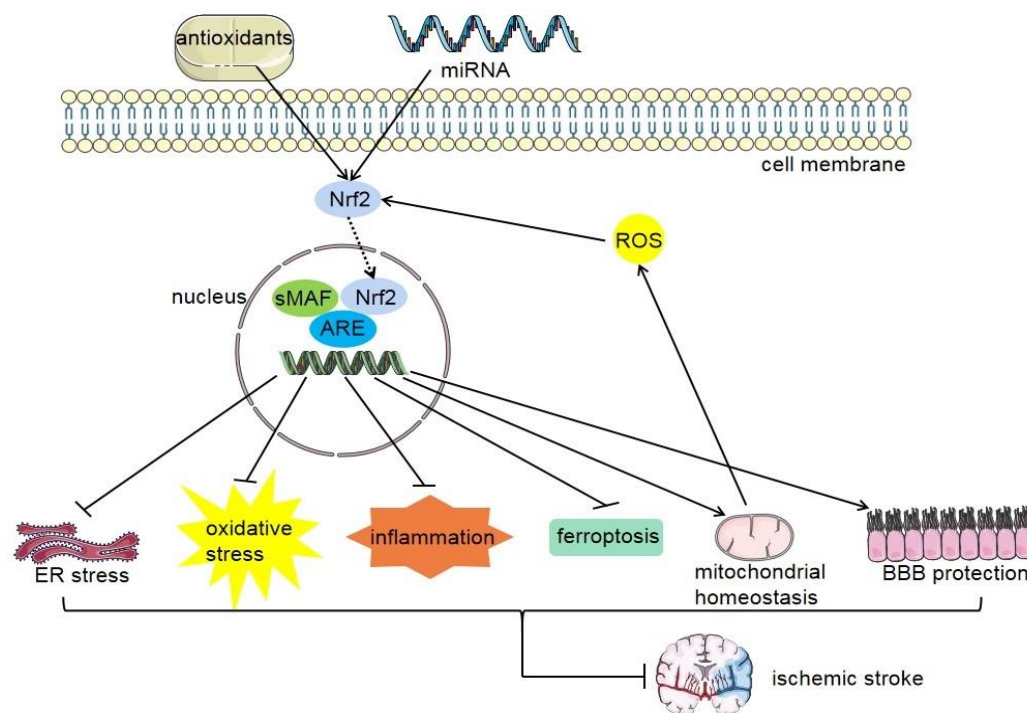 antioxidants
miRNA
cell membrane
Nrf2
ROS
nucleus
sMAF
Nrf2
ARE
ER stress
oxidative
stress
inflammation
ferroptosis
mitochondrial
homeostasis
BBB protection
ischemic stroke